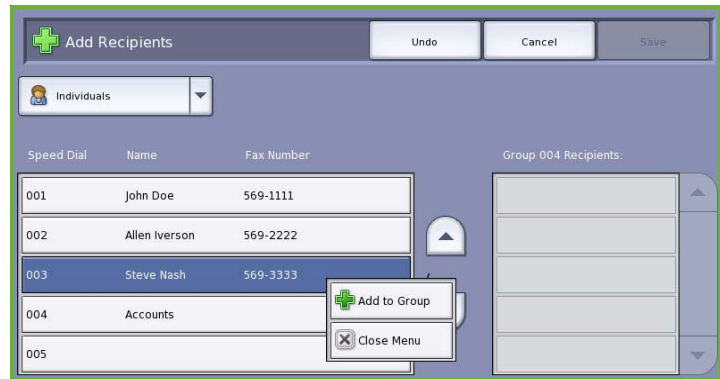 Add Recipients Undo Cancel Save
Individuals
Speed Dial Name Fax Number Group 004 Recipients:
001 John Doe 569-1111
002 Allen Iverson 569-2222
003 Steve Nash 569-3333
Add to Group
004 Accounts
Close Menu
005